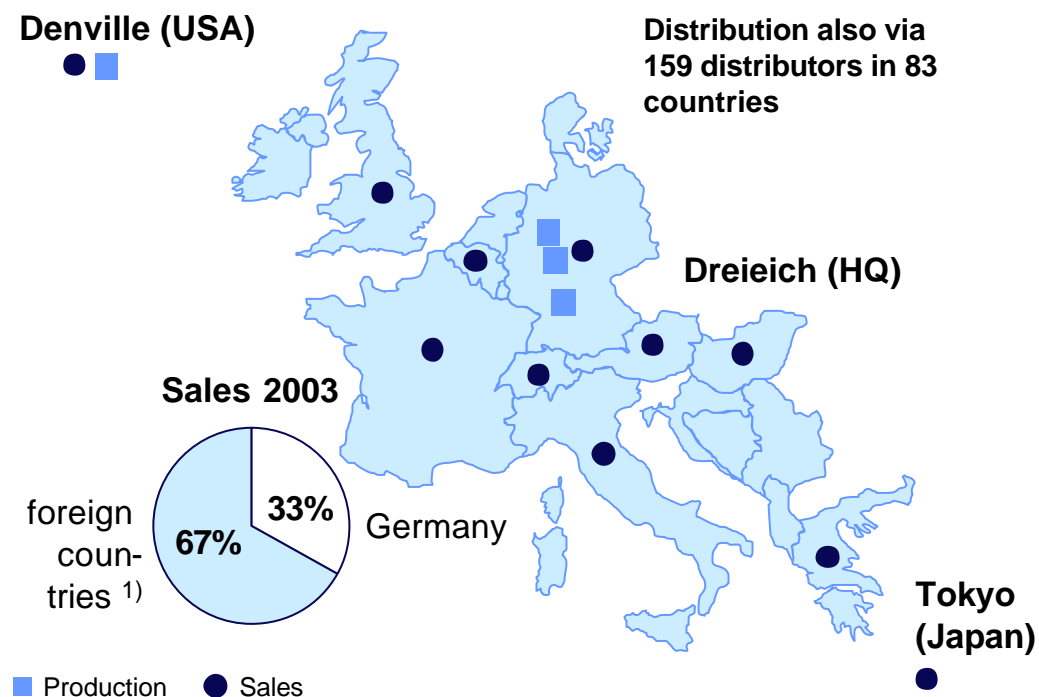 Denville (USA)
Distribution also via
159 distributors in 83
countries
Dreieich (HQ)
Sales 2003
33%
67%
Germany
foreign
coun-
tries 1)
Tokyo
(Japan)
Production
Sales